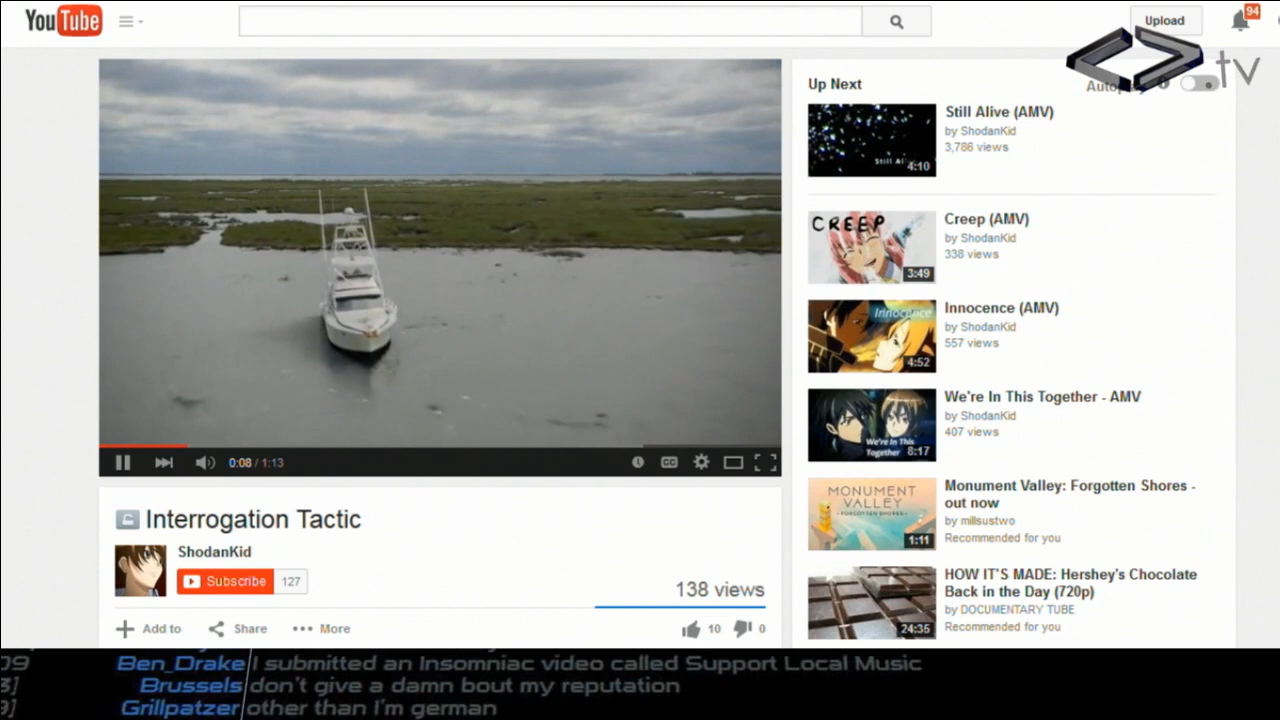 YouTube
Upload
94
tv
Up Next
Still Alive (AMV)
by ShodanKid
3,786 views
4:10
CREEP
Creep (AMV)
by ShodanKid
338 views
3:49
Innocence
Innocence (AMV)
by ShodanKid
557 views
4:52
We're In This Together - AMV
by ShodanKid
407 views
We're In This
Together
8:17
Monument Valley: Forgotten Shores -
out now
by millsustwo
Recommended for you
MONUMENT
VALLEY
FORGOTTEN SHORES
1:11
HOW IT'S MADE: Hershey's Chocolate
Back in the Day (720p)
by DOCUMENTARY TUBE
Recommended for you
24:35
0:08 / 1:13
CC
Interrogation Tactic
ShodanKid
Subscribe 127
138 views
Add to Share More
10 0
09 Ben_Drake I submitted an Insomniac video called Support Local Music
3] Brussels don't give a damn bout my reputation
9] Grillpatzer other than I'm german